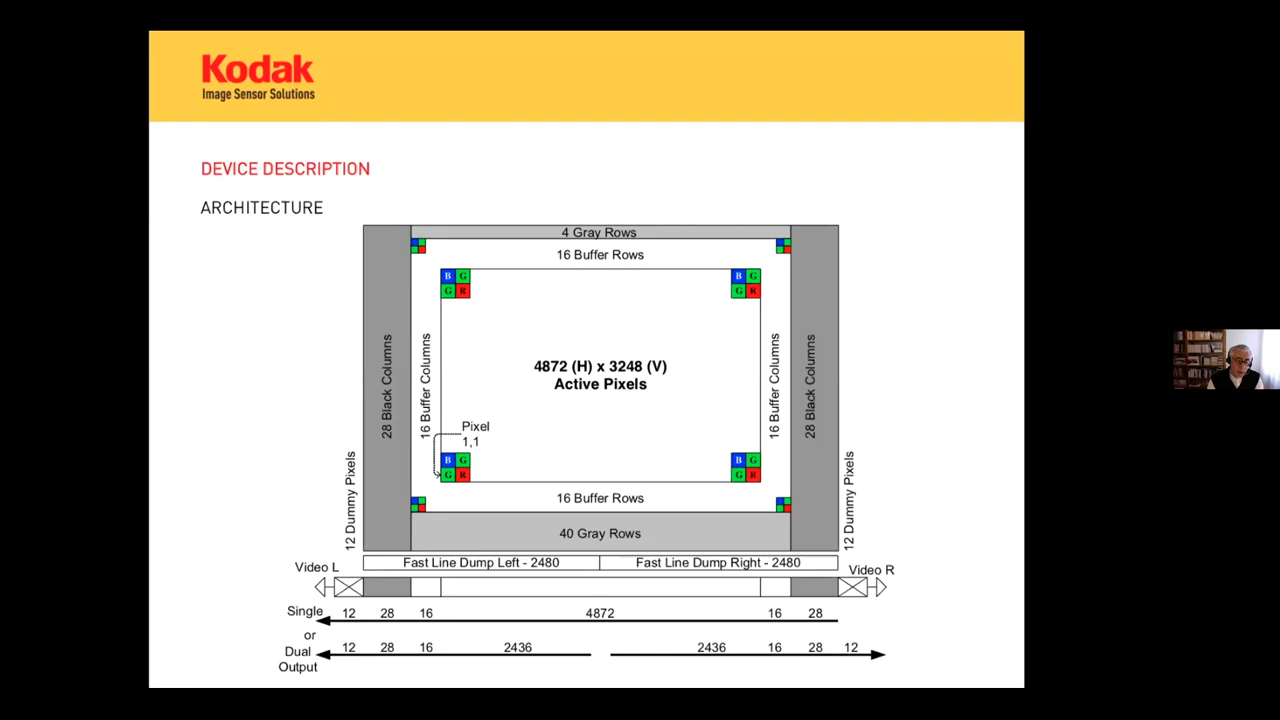 Kodak
Image Sensor Solutions
DEVICE DESCRIPTION
ARCHITECTURE
4 Gray Rows
16 Buffer Rows
B G
G R
B G
G R
28 Black Columns
16 Buffer Columns
4872 (H) x 3248 (V)
Active Pixels
16 Buffer Columns
28 Black Columns
Pixel
1,1
B G
G R
B G
G R
12 Dummy Pixels
16 Buffer Rows
12 Dummy Pixels
40 Gray Rows
Fast Line Dump Left - 2480
Fast Line Dump Right - 2480
Video L
Video R
Single 12 28 16 4872 16 28
or
Dual 12 28 16 2436 2436 16 28 12
Output